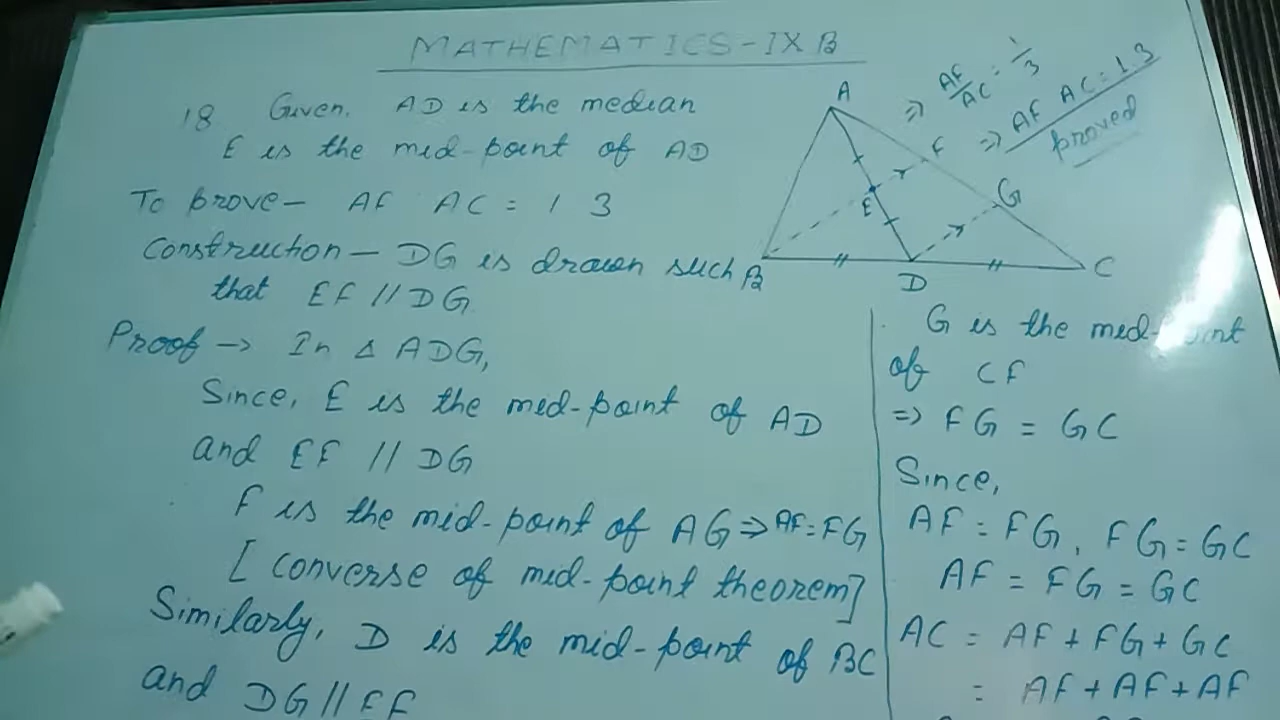 MATHEMATICS-IX B
18 Given. AD is the median
E is the mid-point of AD
To prove- AF AC = 1 3
Construction- DG is drawn such
that EF // DG
Proof → In Δ ADG,
Since, E is the mid-point of AD
and EF // DG
F is the mid-point of AG ⇒ AF = FG
[converse of mid-point theorem]
Similarly, D is the mid-point of BC
and DG // EF
A
B
C
D
E
F
G
G is the mid-point
of CF
⇒ FG = GC
Since,
AF = FG, FG = GC
AF = FG = GC
AC = AF + FG + GC
= AF + AF + AF
⇒ AF/AC = 1/3
⇒ AF AC = 1 3
proved